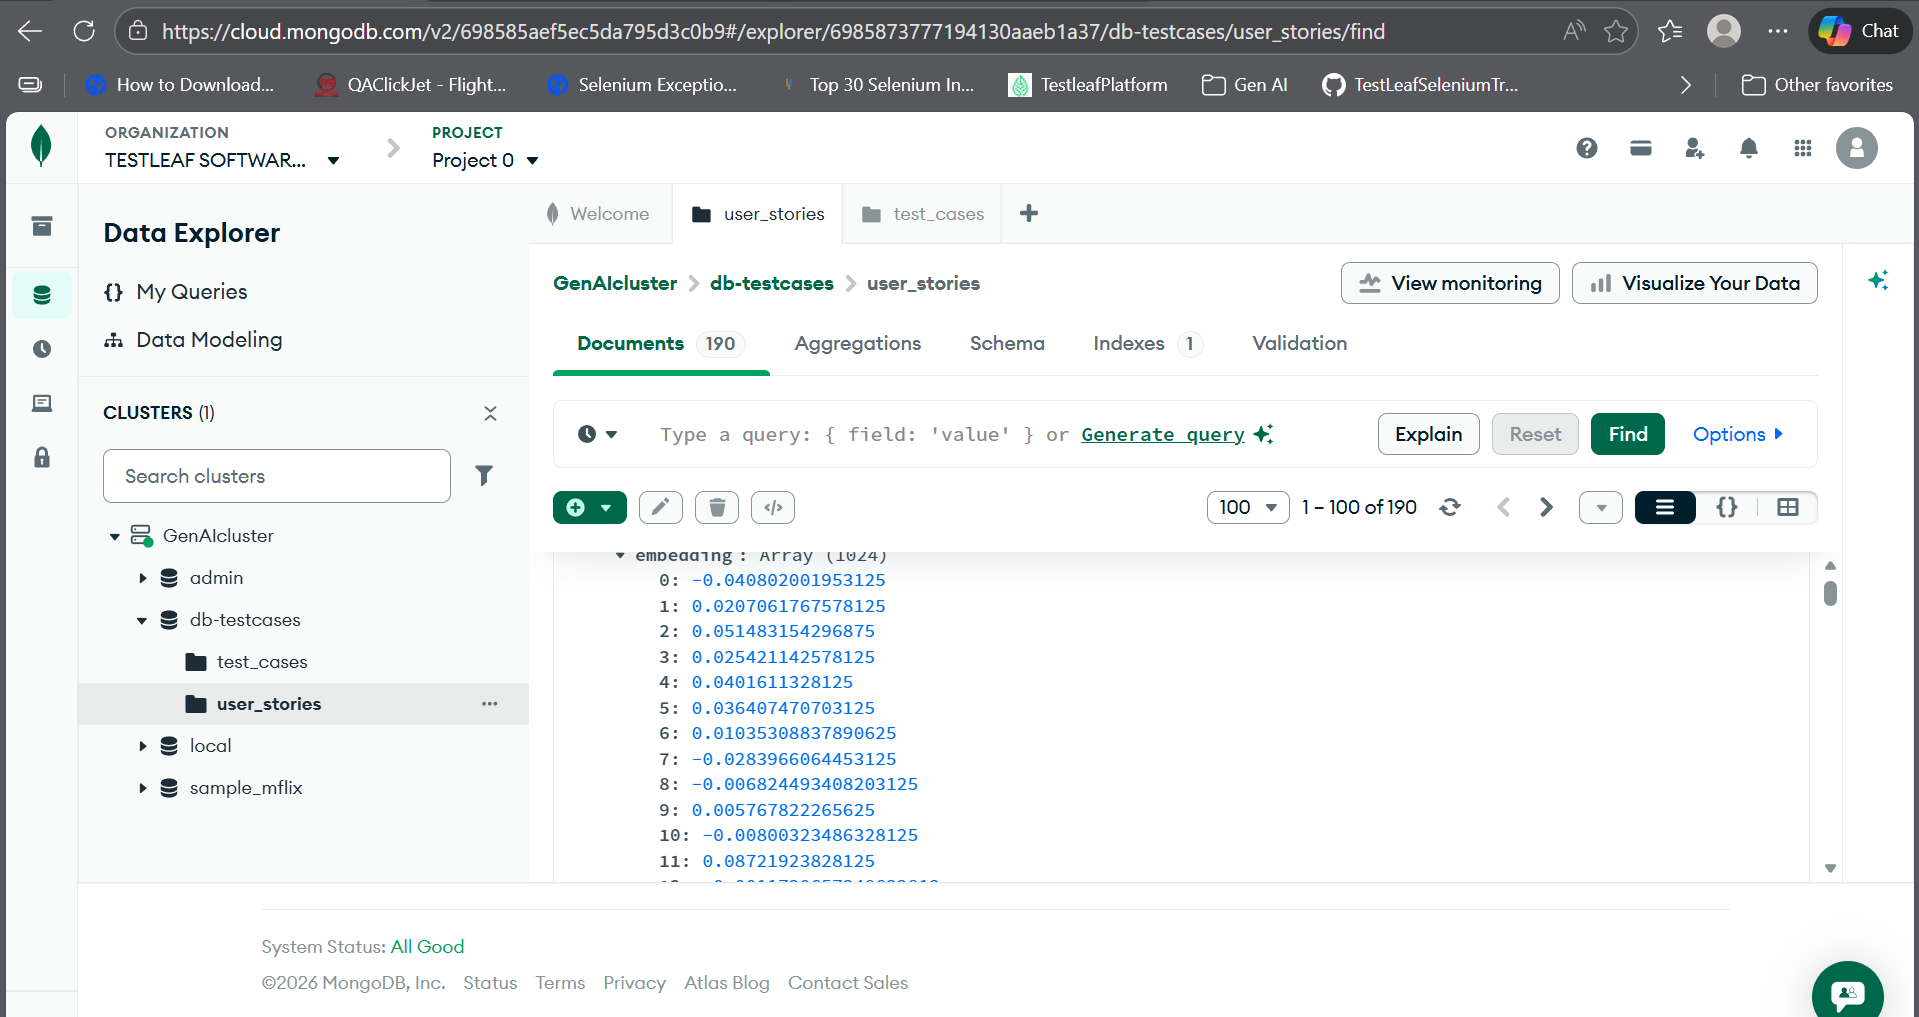 https://cloud.mongodb.com/v2/698585aef5ec5da795d3c0b9#/explorer/6985873777194130aaeb1a37/db-testcases/user_stories/find
Chat
How to Download...
QAClickJet - Flight...
Selenium Exceptio...
Top 30 Selenium In...
TestleafPlatform
Gen AI
TestLeafSeleniumTr...
Other favorites
ORGANIZATION
TESTLEAF SOFTWAR...
PROJECT
Project 0
Data Explorer
My Queries
Data Modeling
CLUSTERS (1)
Search clusters
GenAIcluster
admin
db-testcases
test_cases
user_stories
local
sample_mflix
Welcome
user_stories
test_cases
GenAIcluster > db-testcases > user_stories
View monitoring
Visualize Your Data
Documents 190
Aggregations
Schema
Indexes 1
Validation
Type a query: { field: 'value' } or Generate query
Explain
Reset
Find
Options
100
1 – 100 of 190
embedding : Array (1024)
0: -0.040802001953125
1: 0.0207061767578125
2: 0.051483154296875
3: 0.025421142578125
4: 0.0401611328125
5: 0.036407470703125
6: 0.01035308837890625
7: -0.0283966064453125
8: -0.006824493408203125
9: 0.005767822265625
10: -0.00800323486328125
11: 0.08721923828125
System Status: All Good
©2026 MongoDB, Inc.
Status
Terms
Privacy
Atlas Blog
Contact Sales